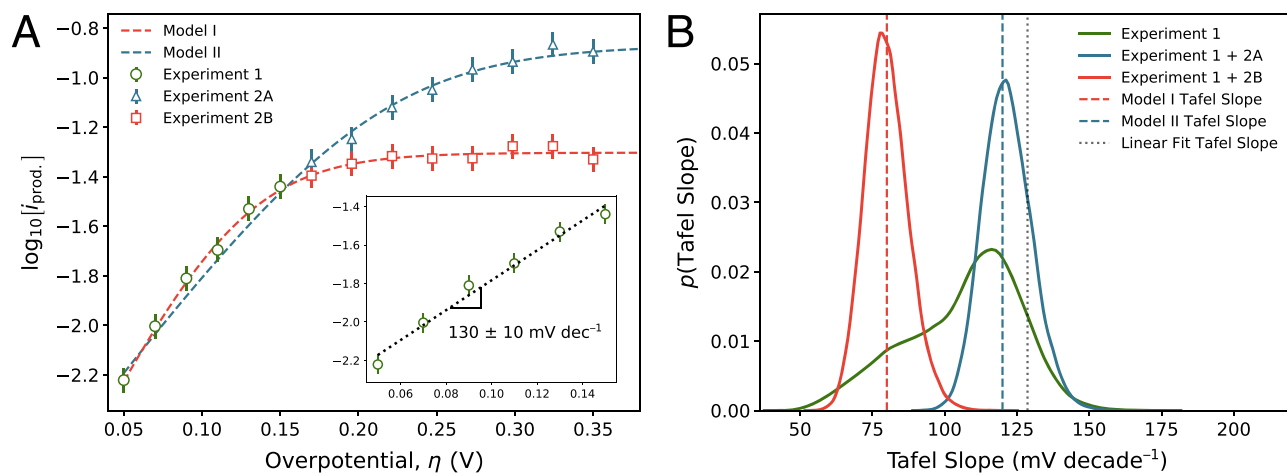 A
−0.8
−1.0
−1.2
−1.4
−1.6
−1.8
−2.0
−2.2
log₁₀[i_prod.]
Model I
Model II
Experiment 1
Experiment 2A
Experiment 2B
−1.4
−1.6
−1.8
−2.0
−2.2
130 ± 10 mV dec⁻¹
0.06 0.08 0.10 0.12 0.14
0.05 0.10 0.15 0.20 0.25 0.30 0.35
Overpotential, η (V)
B
0.05
0.04
0.03
0.02
0.01
0.00
p(Tafel Slope)
Experiment 1
Experiment 1 + 2A
Experiment 1 + 2B
Model I Tafel Slope
Model II Tafel Slope
Linear Fit Tafel Slope
50 75 100 125 150 175 200
Tafel Slope (mV decade⁻¹)